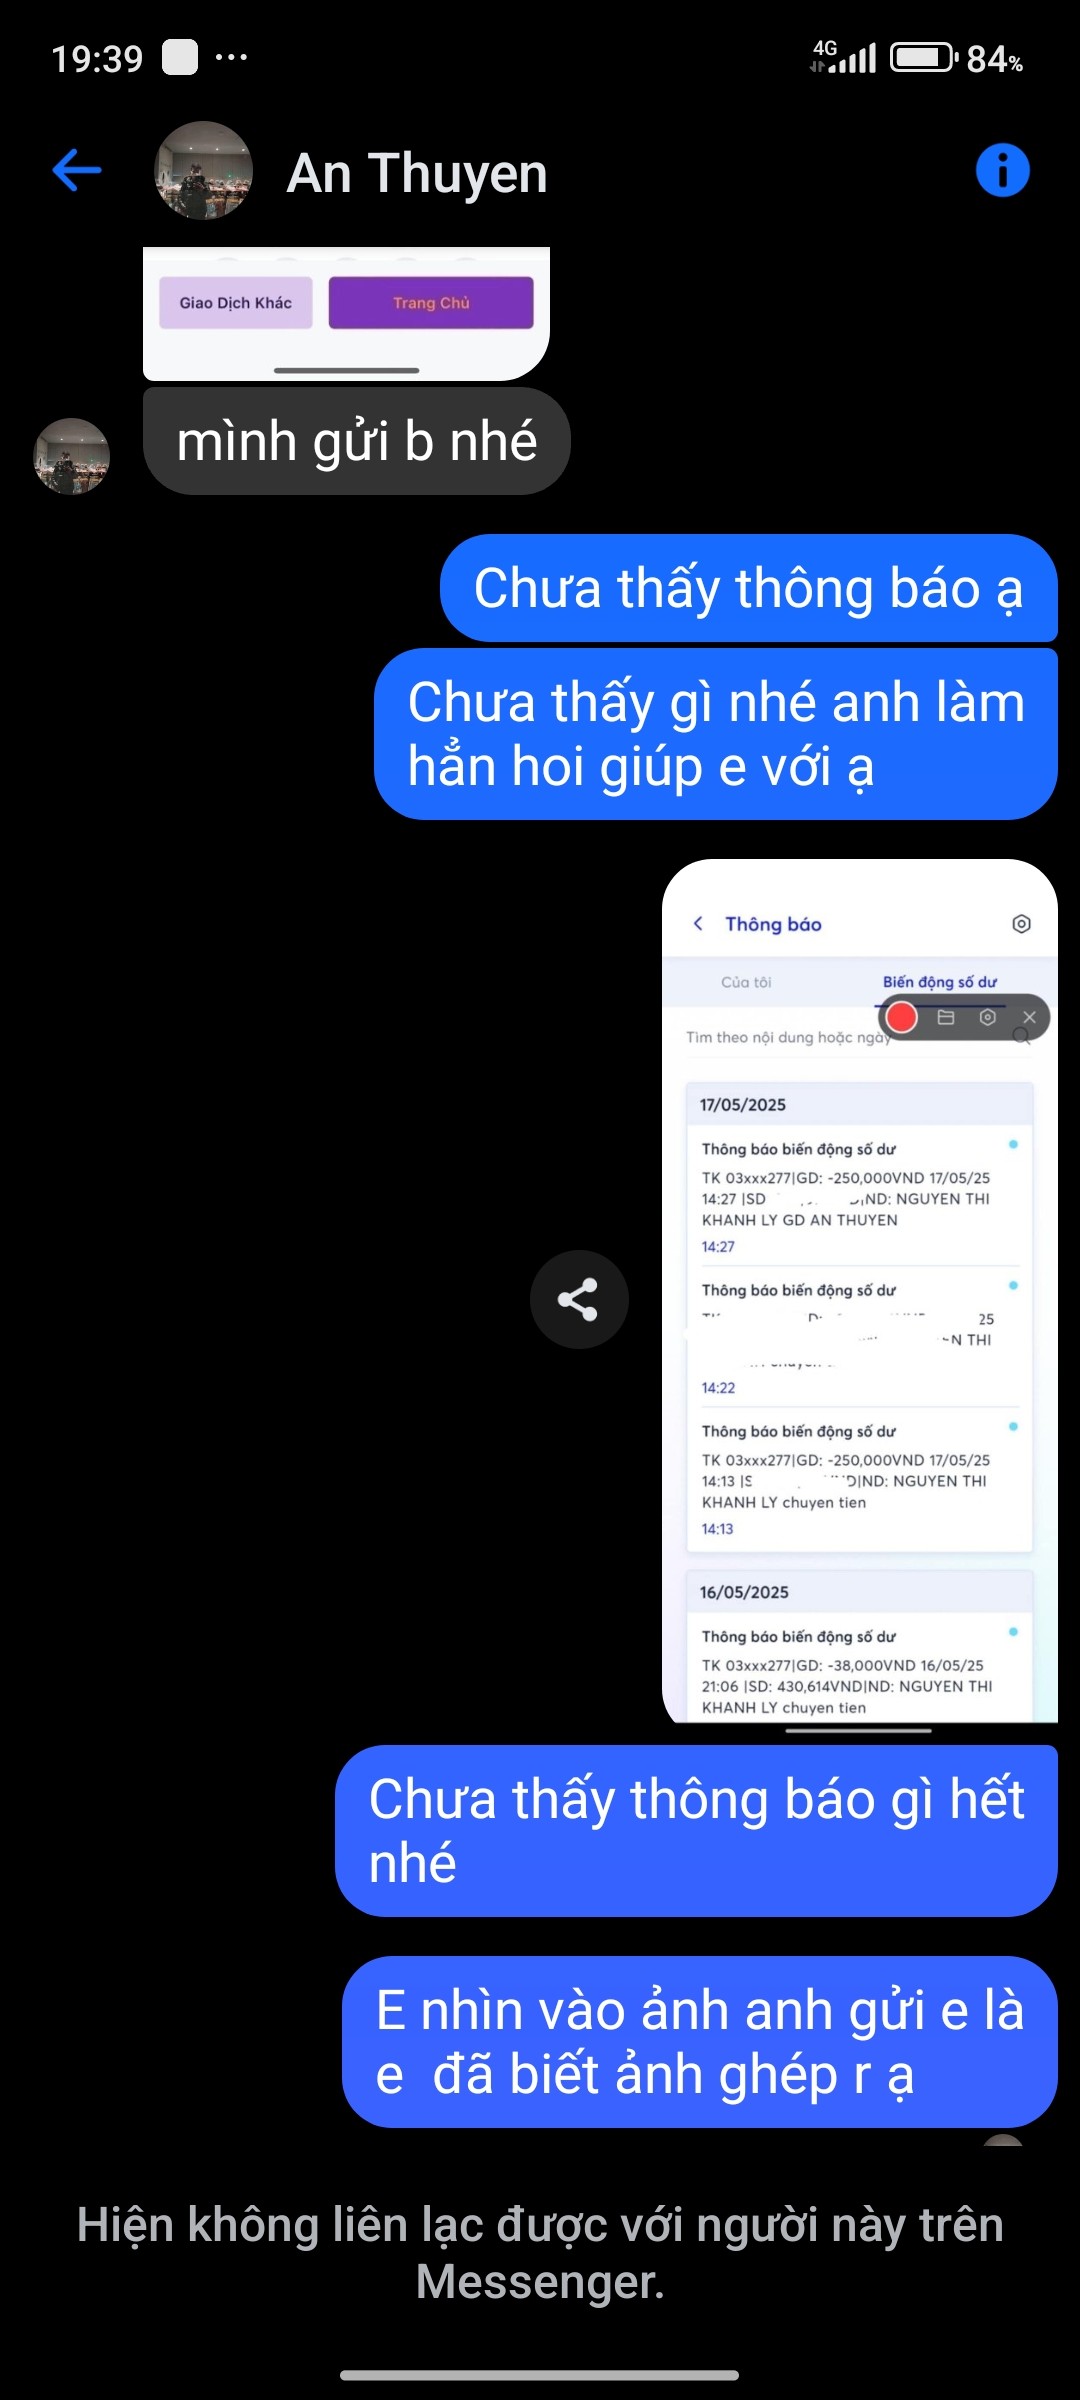 19:39
4G
84%
An Thuyen
Giao Dịch Khác
Trang Chủ
mình gửi b nhé
Chưa thấy thông báo ạ
Chưa thấy gì nhé anh làm
hẳn hoi giúp e với ạ
Thông báo
Của tôi
Biến động số dư
Tìm theo nội dung hoặc ngày
17/05/2025
Thông báo biến động số dư
TK 03xxx277|GD: -250,000VND 17/05/25
14:27 |SD ND: NGUYEN THI
KHANH LY GD AN THUYEN
14:27
Thông báo biến động số dư
25
THI
14:22
Thông báo biến động số dư
TK 03xxx277|GD: -250,000VND 17/05/25
14:13 |S D|ND: NGUYEN THI
KHANH LY chuyen tien
14:13
16/05/2025
Thông báo biến động số dư
TK 03xxx277|GD: -38,000VND 16/05/25
21:06 |SD: 430,614VND|ND: NGUYEN THI
KHANH LY chuyen tien
Chưa thấy thông báo gì hết
nhé
E nhìn vào ảnh anh gửi e là
e  đã biết ảnh ghép r ạ
Hiện không liên lạc được với người này trên
Messenger.